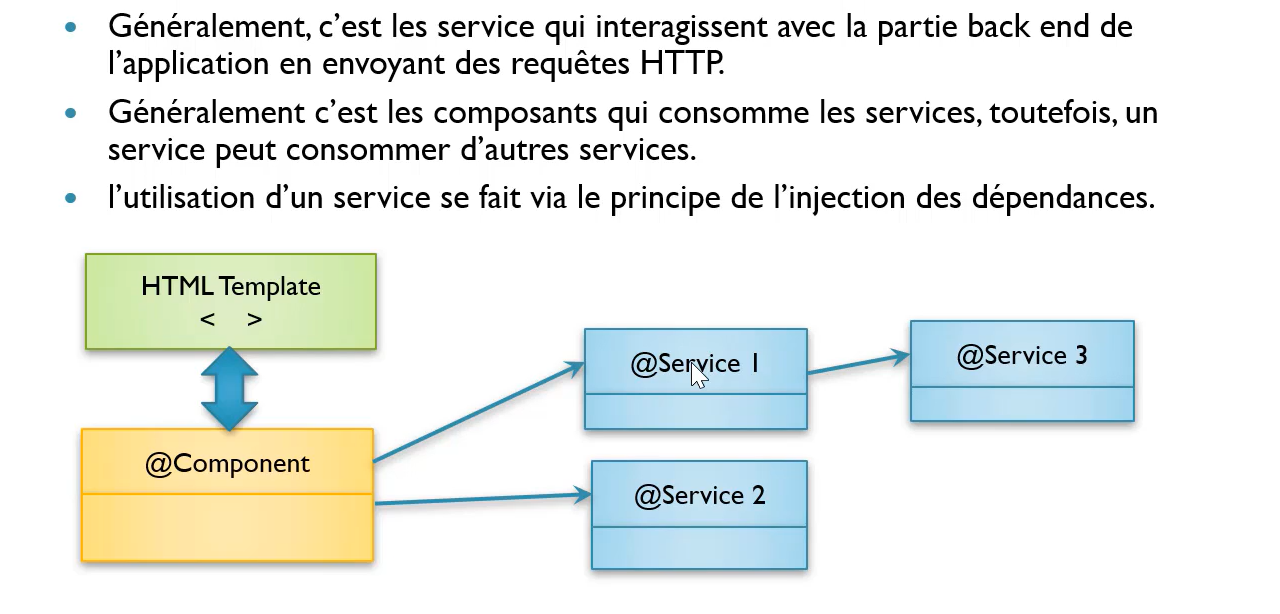 Généralement, c’est les service qui interagissent avec la partie back end de
l’application en envoyant des requêtes HTTP.
Généralement c’est les composants qui consomme les services, toutefois, un
service peut consommer d’autres services.
l’utilisation d’un service se fait via le principe de l’injection des dépendances.
HTML Template
< >
@Component
@Service 1
@Service 2
@Service 3